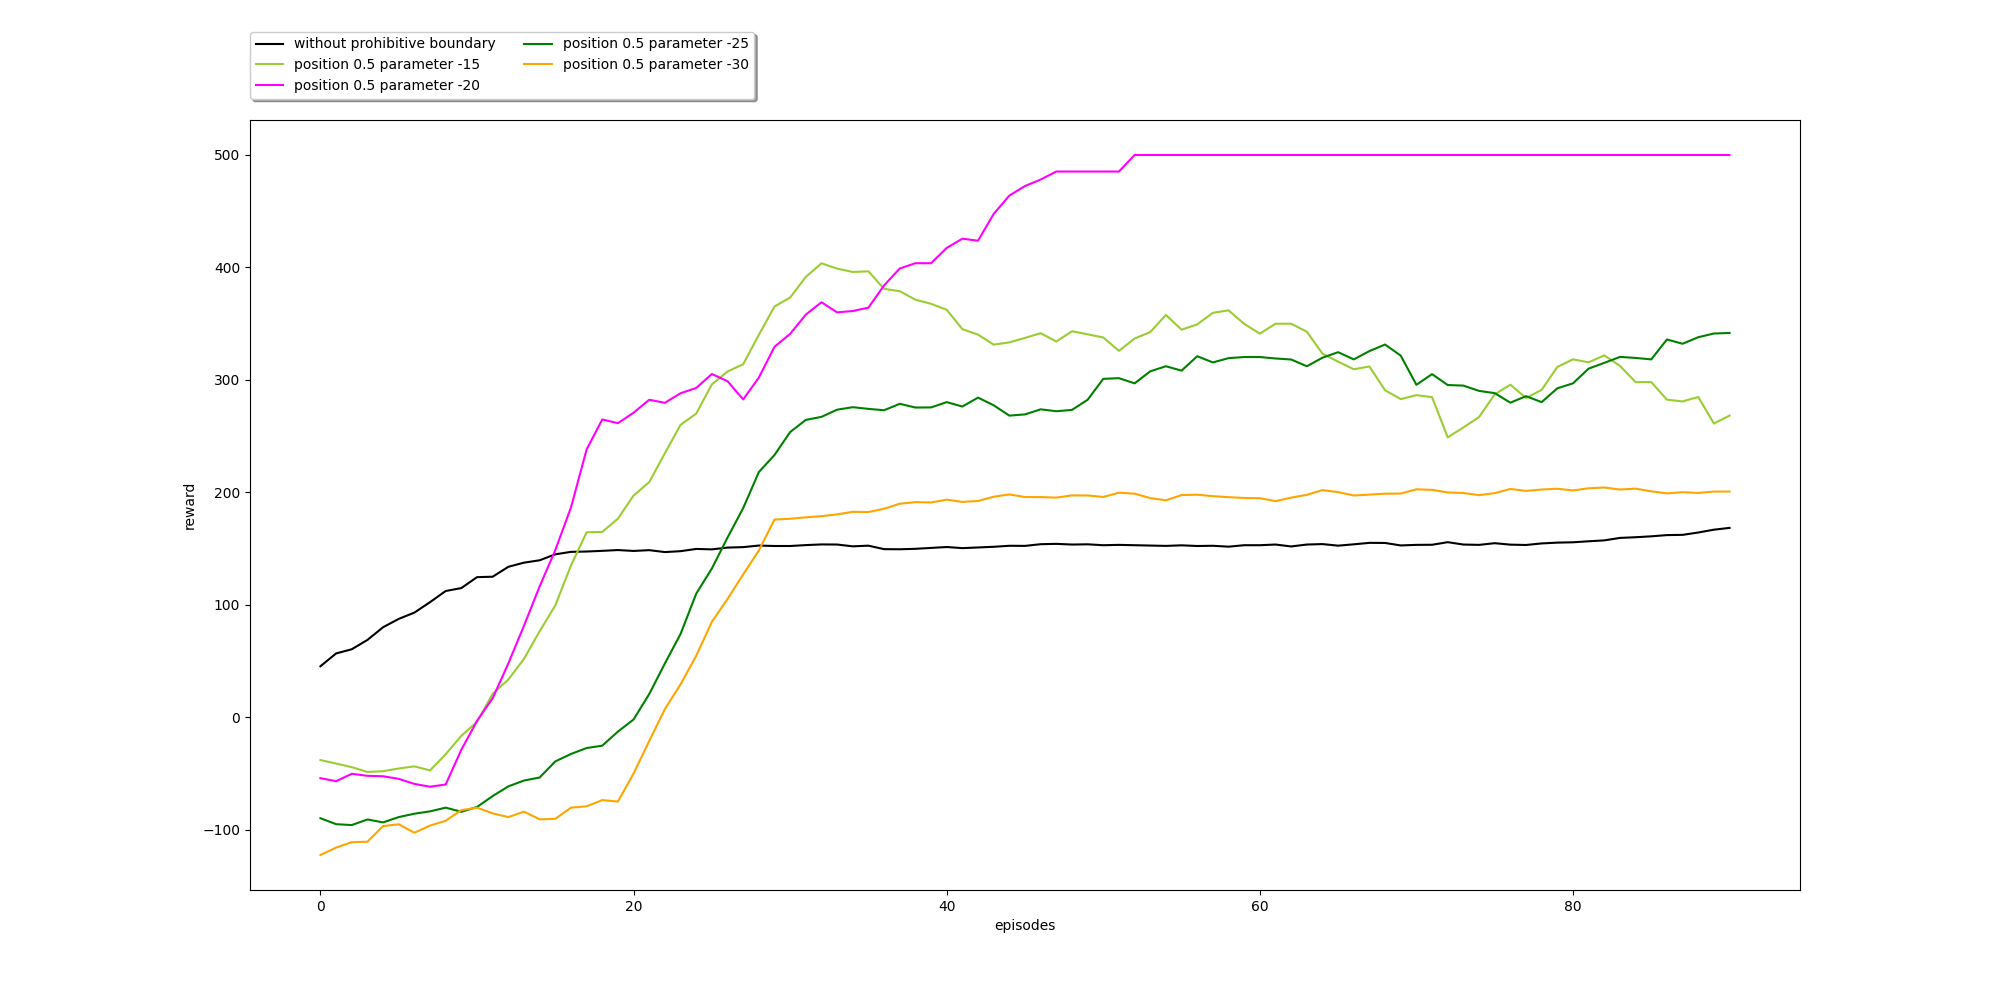 without prohibitive boundary
position 0.5 parameter -15
position 0.5 parameter -20
position 0.5 parameter -25
position 0.5 parameter -30
500
400
300
200
100
0
−100
reward
0 20 40 60 80
episodes